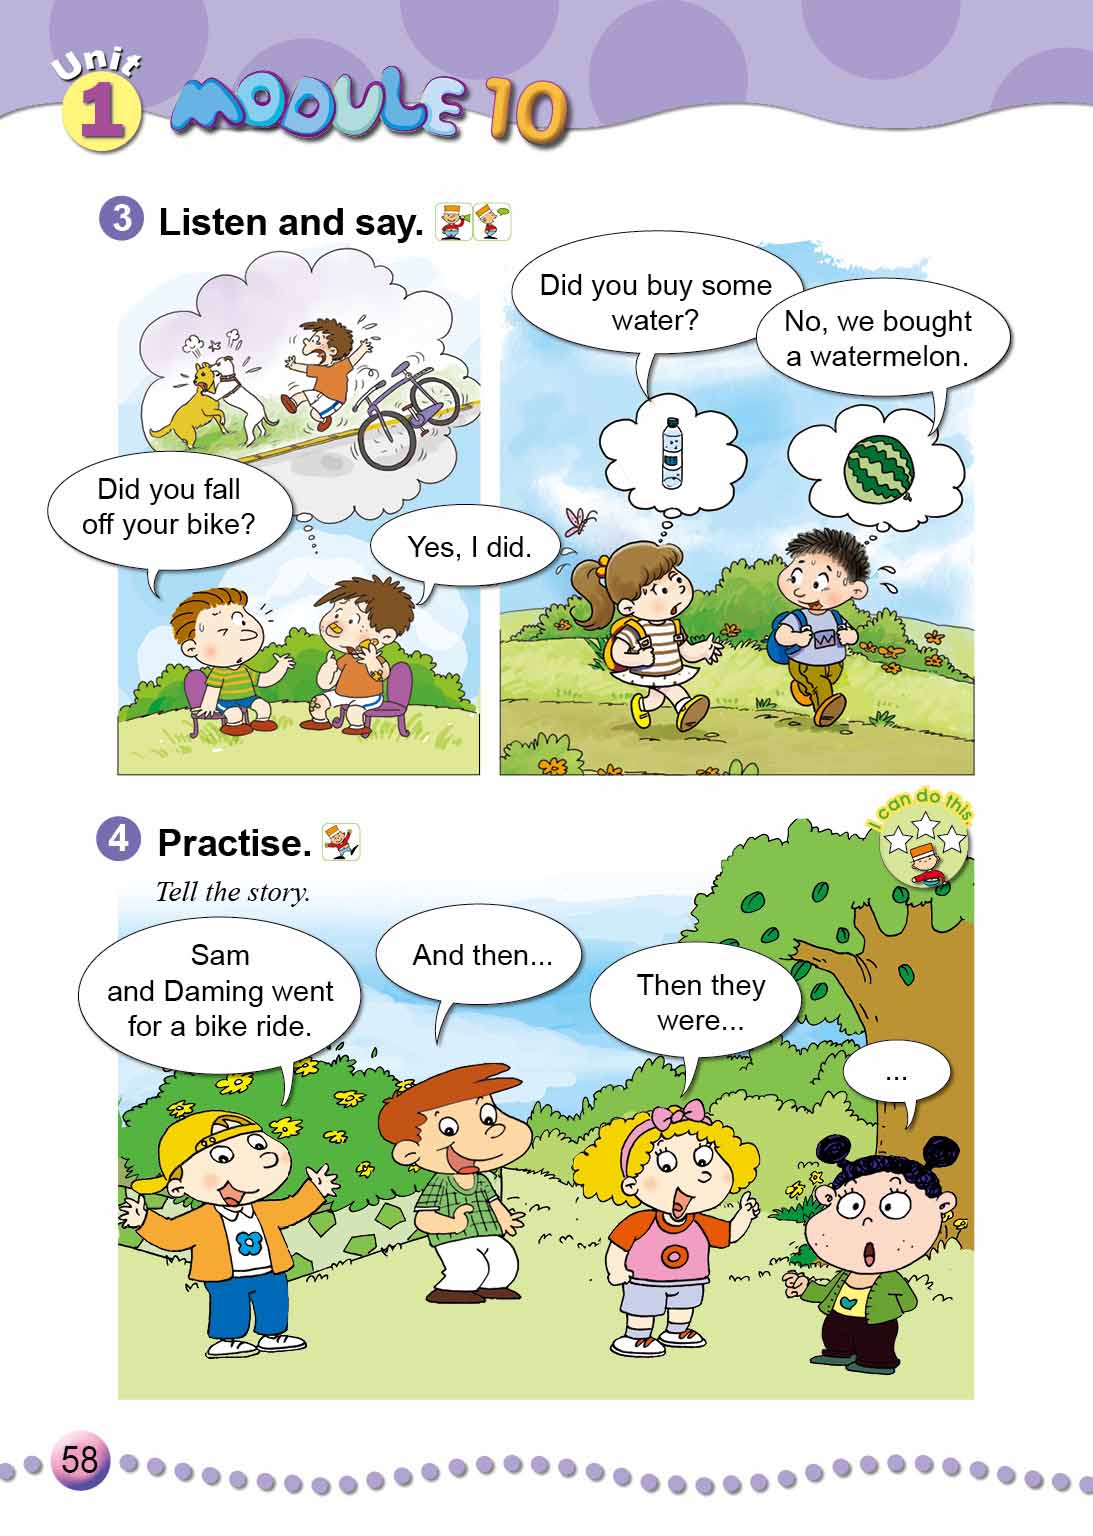 Unit
1 MODULE 10
3 Listen and say.
Did you fall
off your bike?
Yes, I did.
Did you buy some
water?
No, we bought
a watermelon.
4 Practise.
I can do this.
Tell the story.
Sam
and Daming went
for a bike ride.
And then...
Then they
were...
...
58